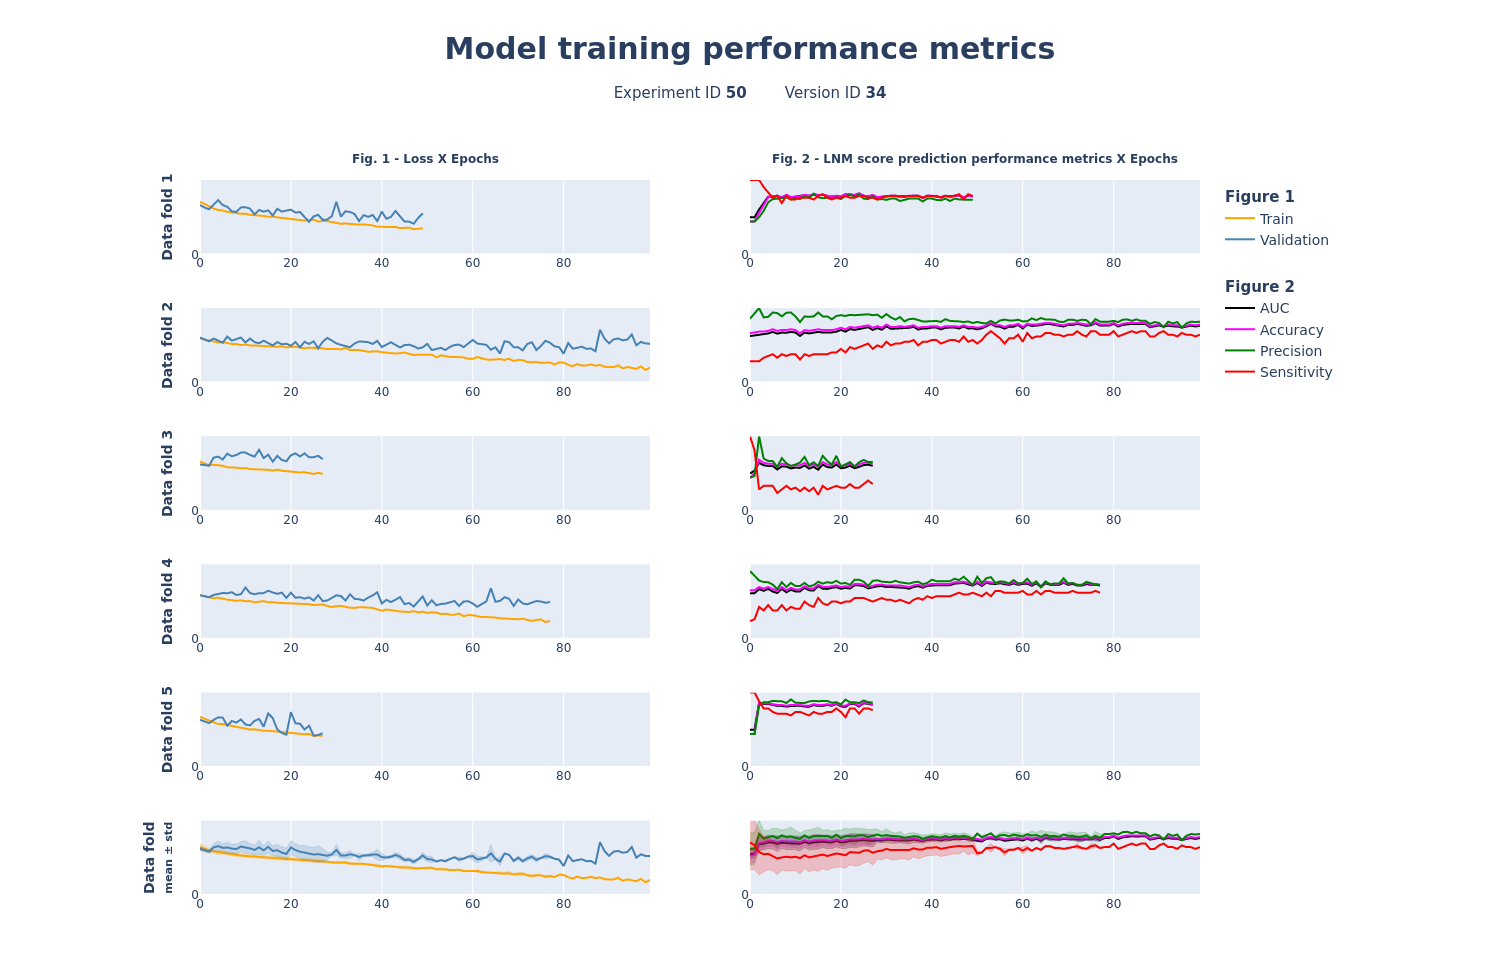 Model training performance metrics
Experiment ID 50 Version ID 34
Fig. 1 - Loss X Epochs
Fig. 2 - LNM score prediction performance metrics X Epochs
Data fold 1
0
0 20 40 60 80
0
0 20 40 60 80
Figure 1
Train
Validation
Figure 2
AUC
Accuracy
Precision
Sensitivity
Data fold 2
0
0 20 40 60 80
0
0 20 40 60 80
Data fold 3
0
0 20 40 60 80
0
0 20 40 60 80
Data fold 4
0
0 20 40 60 80
0
0 20 40 60 80
Data fold 5
0
0 20 40 60 80
0
0 20 40 60 80
Data fold
mean ± std
0
0 20 40 60 80
0
0 20 40 60 80